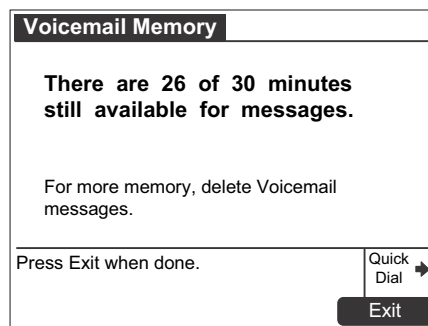 Voicemail Memory
There are 26 of 30 minutes
still available for messages.
For more memory, delete Voicemail
messages.
Press Exit when done.
Quick
Dial
Exit